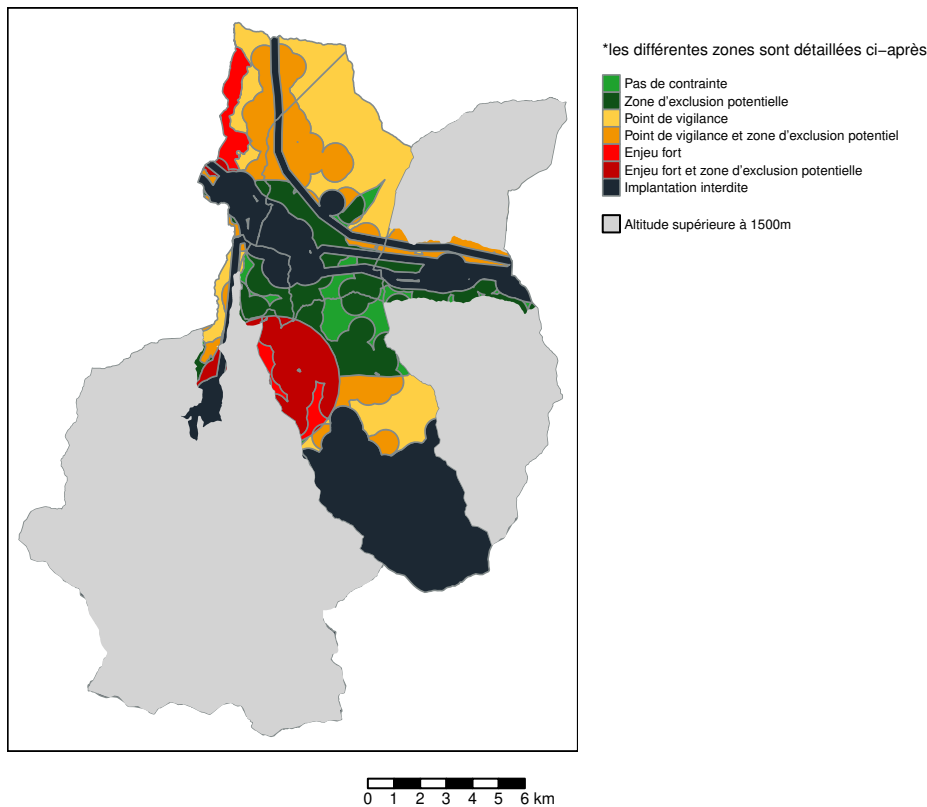 *les différentes zones sont détaillées ci−après
Pas de contrainte
Zone d'exclusion potentielle
Point de vigilance
Point de vigilance et zone d'exclusion potentiel
Enjeu fort
Enjeu fort et zone d'exclusion potentielle
Implantation interdite
Altitude supérieure à 1500m
0 1 2 3 4 5 6 km